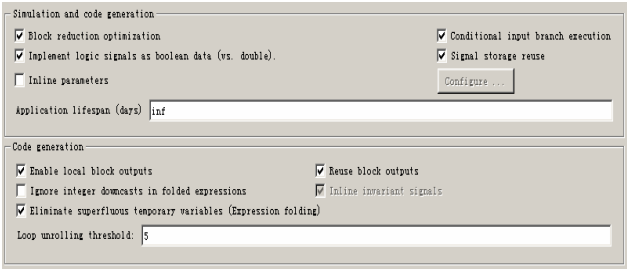 Simulation and code generation
Block reduction optimization
Conditional input branch execution
Implement logic signals as boolean data (vs. double).
Signal storage reuse
Inline parameters
Configure ...
Application lifespan (days) inf
Code generation
Enable local block outputs
Reuse block outputs
Ignore integer downcasts in folded expressions
Inline invariant signals
Eliminate superfluous temporary variables (Expression folding)
Loop unrolling threshold: 5